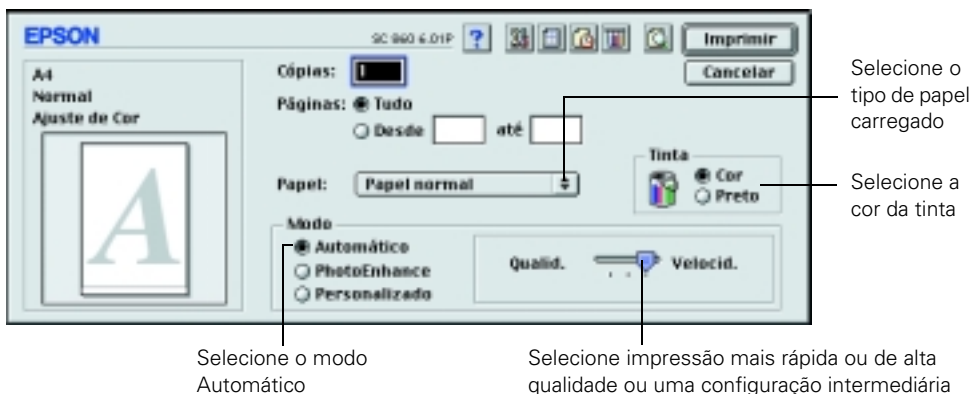 EPSON
SC 860 6.01P
?
Imprimir
A4
Normal
Ajuste de Cor
A
Cópias: 1
Cancelar
Páginas: Tudo
Desde até
Papel: Papel normal
Tinta
Cor
Preto
Modo
Automático
PhotoEnhance
Personalizado
Qualid. Velocid.
Selecione o
tipo de papel
carregado
Selecione a
cor da tinta
Selecione o modo
Automático
Selecione impressão mais rápida ou de alta
qualidade ou uma configuração intermediária